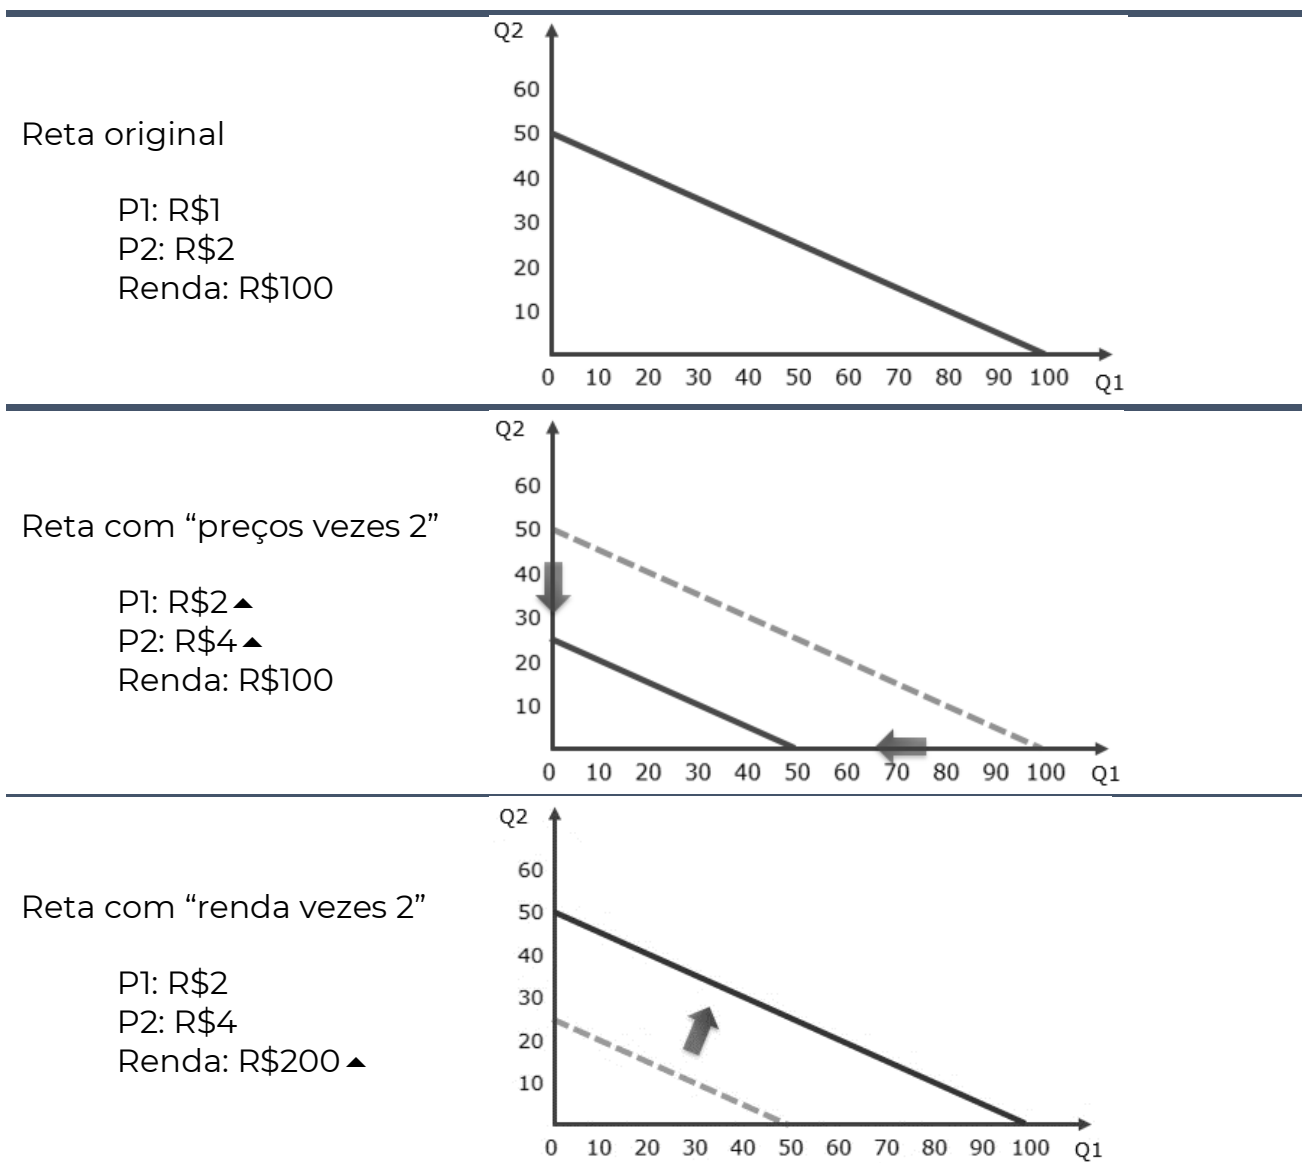 Q2
60
50
40
30
20
10
0 10 20 30 40 50 60 70 80 90 100 Q1
Reta original
P1: R$1
P2: R$2
Renda: R$100
Q2
60
50
40
30
20
10
0 10 20 30 40 50 60 70 80 90 100 Q1
Reta com “preços vezes 2”
P1: R$2
P2: R$4
Renda: R$100
Q2
60
50
40
30
20
10
0 10 20 30 40 50 60 70 80 90 100 Q1
Reta com “renda vezes 2”
P1: R$2
P2: R$4
Renda: R$200